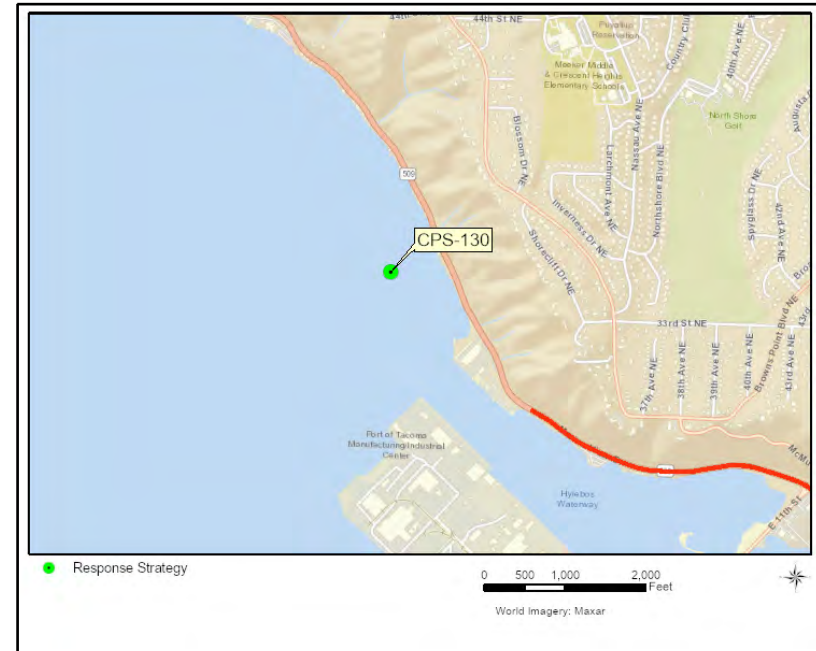 44th St NE
44th St NE
Puyallup
Reservation
Country Club
40th Ave NE
Meeker Middle
& Crescent Heights
Elementary Schools
North Shore
Golf
Blossom Dr NE
Larchmont Ave NE
Nassau Ave NE
Northshore Blvd NE
509
Inverness Dr NE
Spyglass Dr NE
42nd Ave NE
CPS-130
Shorecliff Dr NE
33rd St NE
Browns Point Blvd NE
37th Ave NE
38th Ave NE
39th Ave NE
40th Ave NE
43rd Ave NE
Port of Tacoma
Manufacturing/Industrial
Center
Hylebos
Waterway
E 11th St
Response Strategy
0 500 1,000 2,000
Feet
World Imagery: Maxar